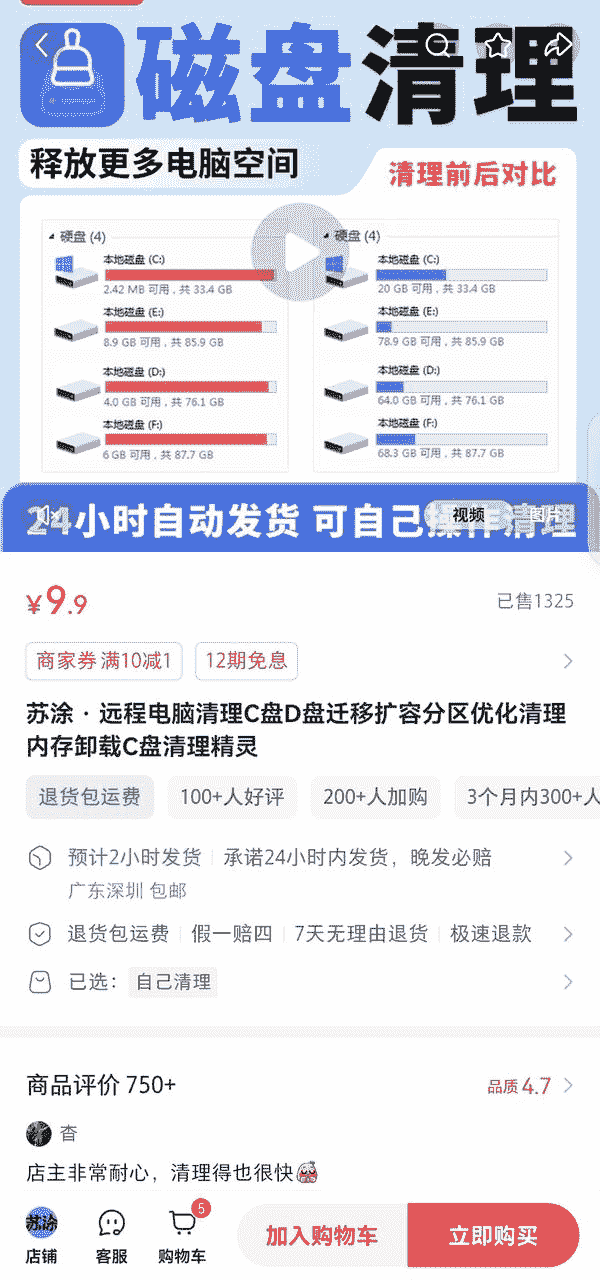 磁盘清理
释放更多电脑空间
清理前后对比
硬盘 (4)
本地磁盘 (C:)
2.42 MB 可用，共 33.4 GB
本地磁盘 (E:)
8.9 GB 可用，共 85.9 GB
本地磁盘 (D:)
4.0 GB 可用，共 76.1 GB
本地磁盘 (F:)
6 GB 可用，共 87.7 GB
硬盘 (4)
本地磁盘 (C:)
20 GB 可用，共 33.4 GB
本地磁盘 (E:)
78.9 GB 可用，共 85.9 GB
本地磁盘 (D:)
64.0 GB 可用，共 76.1 GB
本地磁盘 (F:)
68.3 GB 可用，共 87.7 GB
24小时自动发货 可自己操作清理
视频 图片
¥9.9
已售1325
商家券 满10减1 12期免息
苏涂 · 远程电脑清理C盘D盘迁移扩容分区优化清理
内存卸载C盘清理精灵
退货包运费 100+人好评 200+人加购 3个月内300+人
预计2小时发货 承诺24小时内发货，晚发必赔
广东深圳 包邮
退货包运费 假一赔四 7天无理由退货 极速退款
已选： 自己清理
商品评价 750+
品质 4.7
杳
店主非常耐心，清理得也很快
苏涂
5
店铺 客服 购物车 加入购物车 立即购买